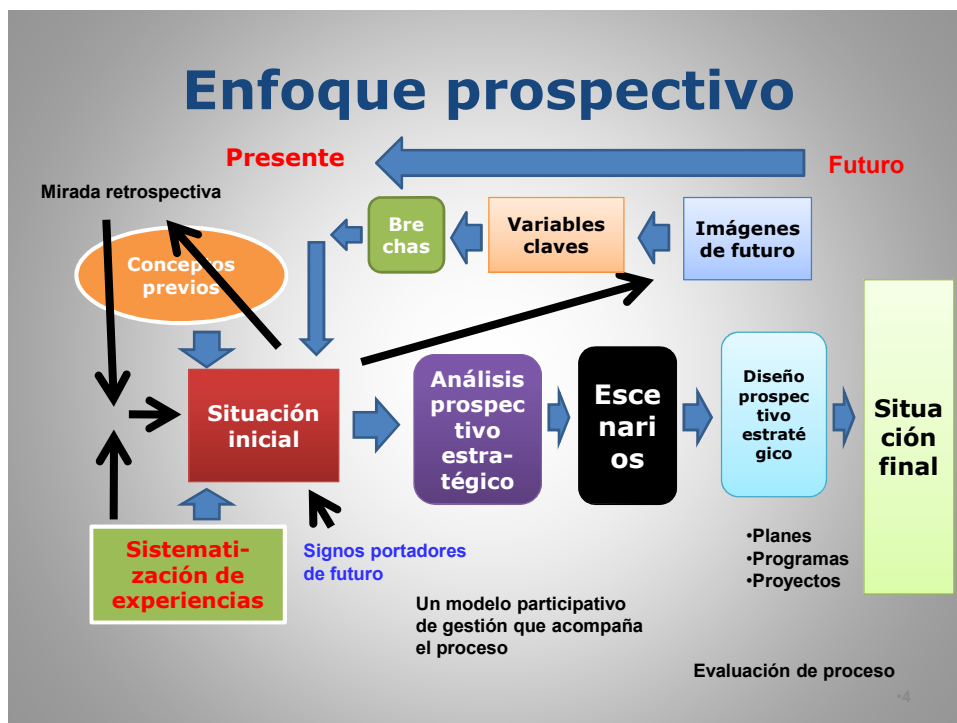 Enfoque prospectivo
Presente
Futuro
Mirada retrospectiva
Bre
chas
Variables
claves
Imágenes
de futuro
Conceptos
previos
Situación
inicial
Análisis
prospec
tivo
estra-
tégico
Esce
nari
os
Diseño
prospec
tivo
estraté
gico
Situa
ción
final
Sistemati-
zación de
experiencias
Signos portadores
de futuro
•Planes
•Programas
•Proyectos
Un modelo participativo
de gestión que acompaña
el proceso
Evaluación de proceso
•4